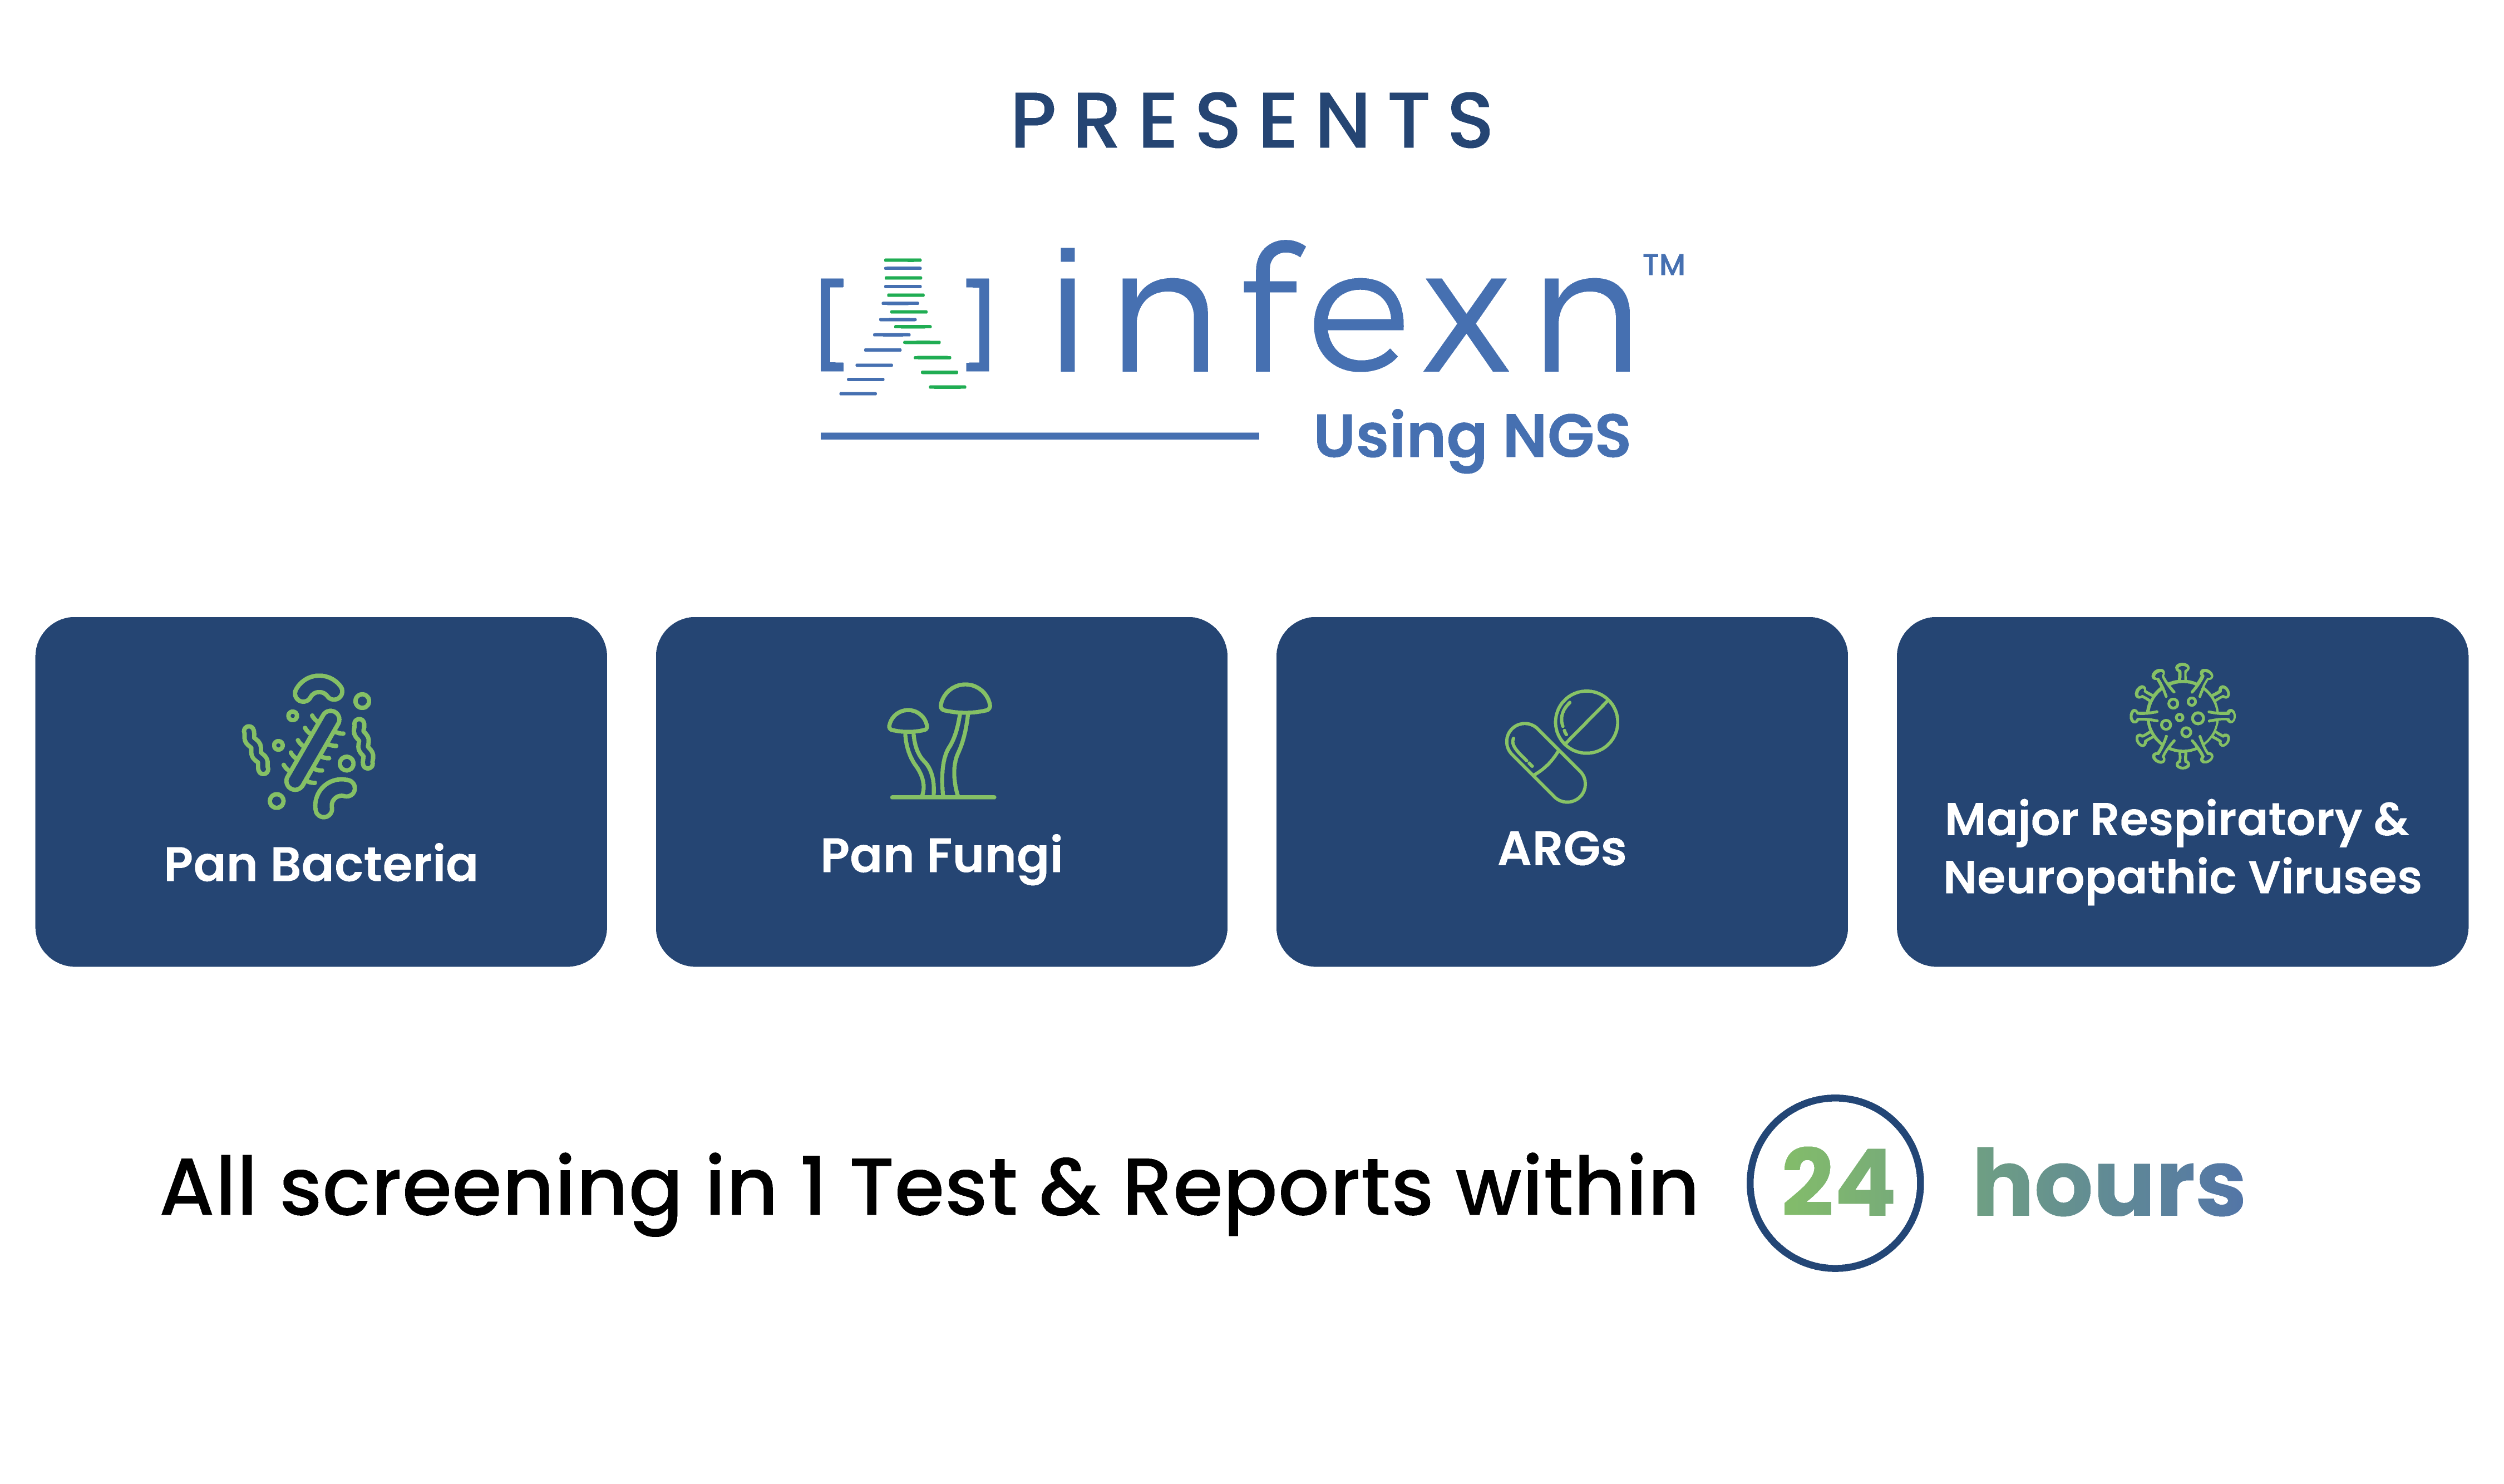 PRESENTS
[ ] infexn™
Using NGS
Pan Bacteria
Pan Fungi
ARGs
Major Respiratory &
Neuropathic Viruses
All screening in 1 Test & Reports within 24 hours